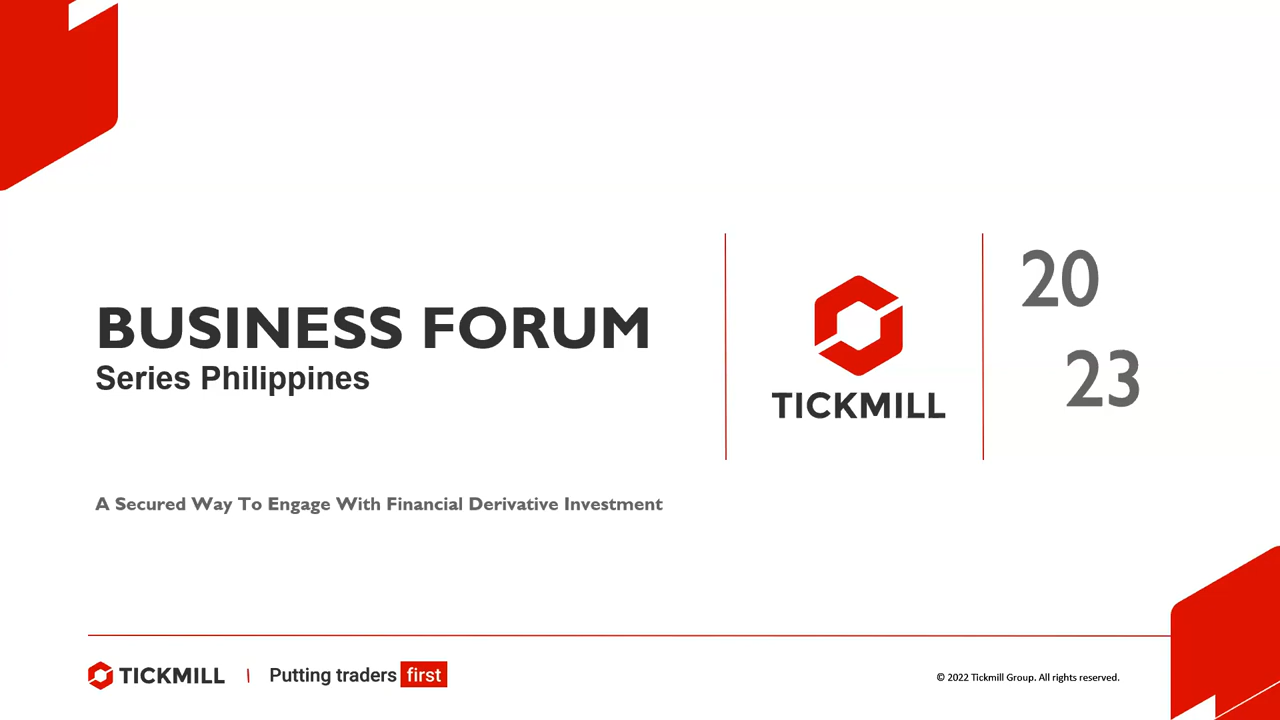 BUSINESS FORUM
Series Philippines
A Secured Way To Engage With Financial Derivative Investment
TICKMILL
20
23
TICKMILL | Putting traders first
© 2022 Tickmill Group. All rights reserved.